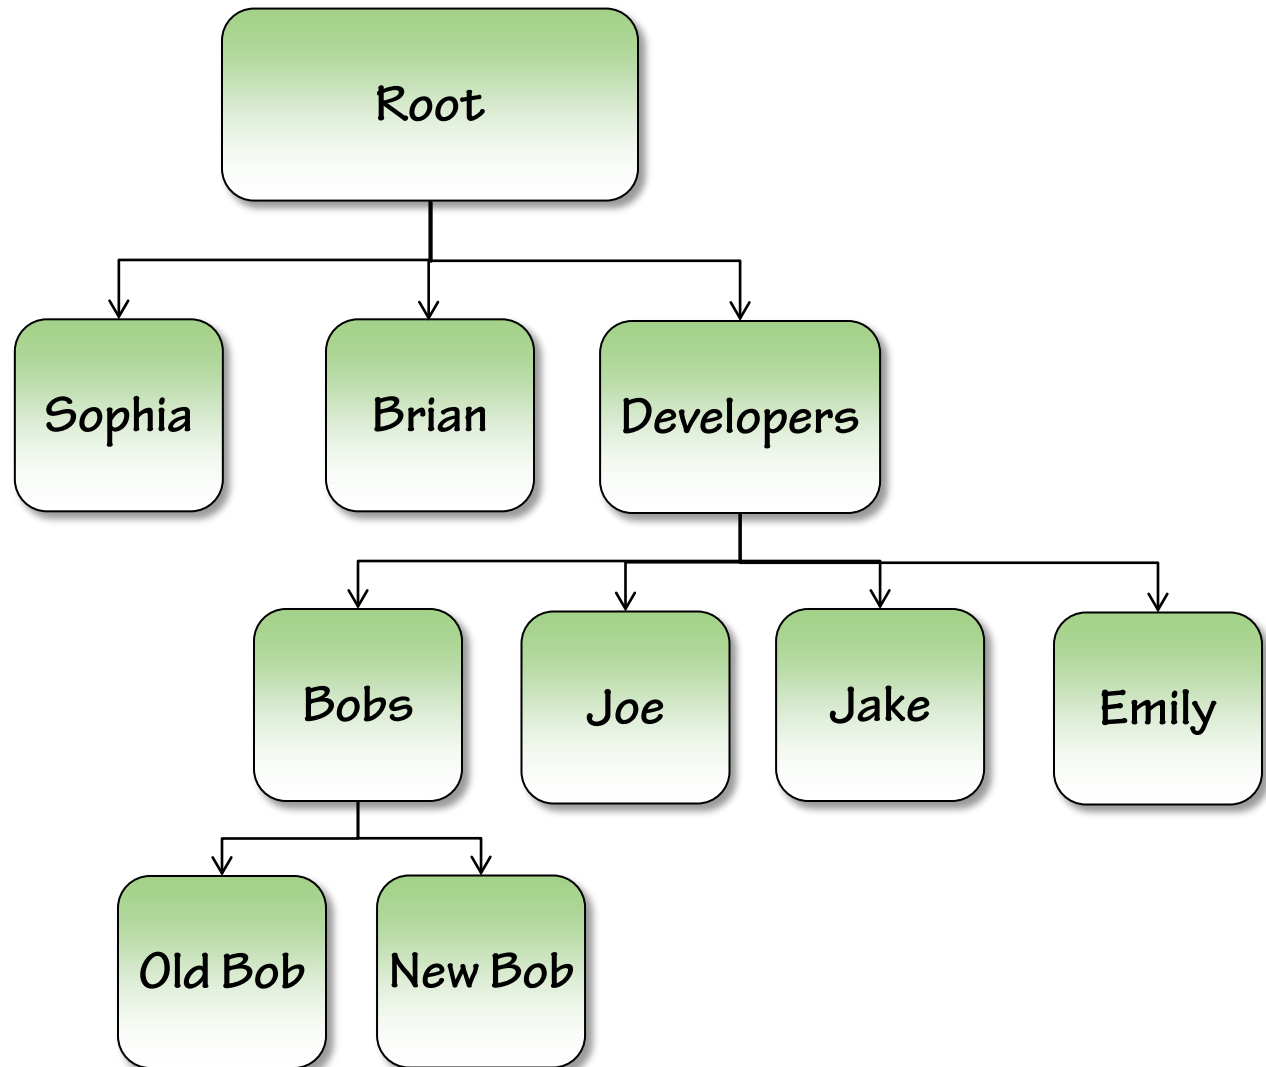 Root
Sophia
Brian
Developers
Bobs
Joe
Jake
Emily
Old Bob
New Bob